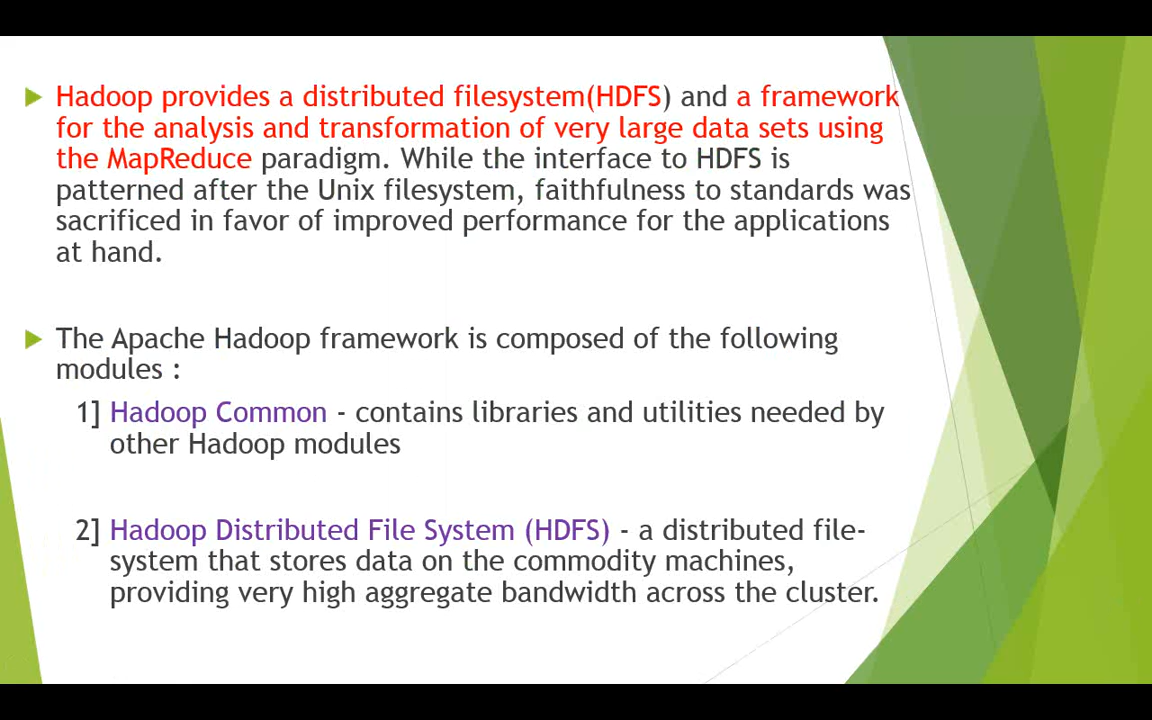 Hadoop provides a distributed filesystem(HDFS) and a framework
for the analysis and transformation of very large data sets using
the MapReduce paradigm. While the interface to HDFS is
patterned after the Unix filesystem, faithfulness to standards was
sacrificed in favor of improved performance for the applications
at hand.
The Apache Hadoop framework is composed of the following
modules :
1] Hadoop Common - contains libraries and utilities needed by
other Hadoop modules
2] Hadoop Distributed File System (HDFS) - a distributed file-
system that stores data on the commodity machines,
providing very high aggregate bandwidth across the cluster.